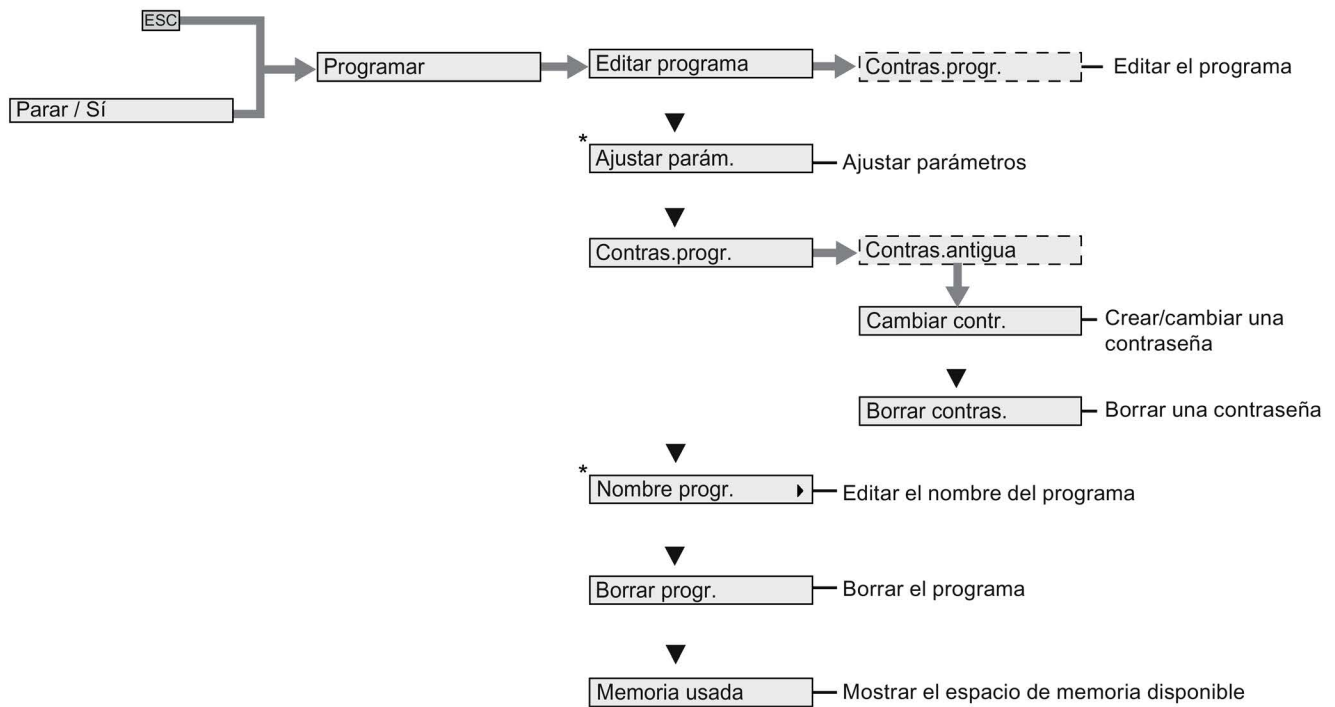 ESC
Parar / Sí
Programar
Editar programa
Contras.progr.
Editar el programa
*
Ajustar parám.
Ajustar parámetros
Contras.progr.
Contras.antigua
Cambiar contr.
Crear/cambiar una
contraseña
Borrar contras.
Borrar una contraseña
*
Nombre progr.
Editar el nombre del programa
Borrar progr.
Borrar el programa
Memoria usada
Mostrar el espacio de memoria disponible